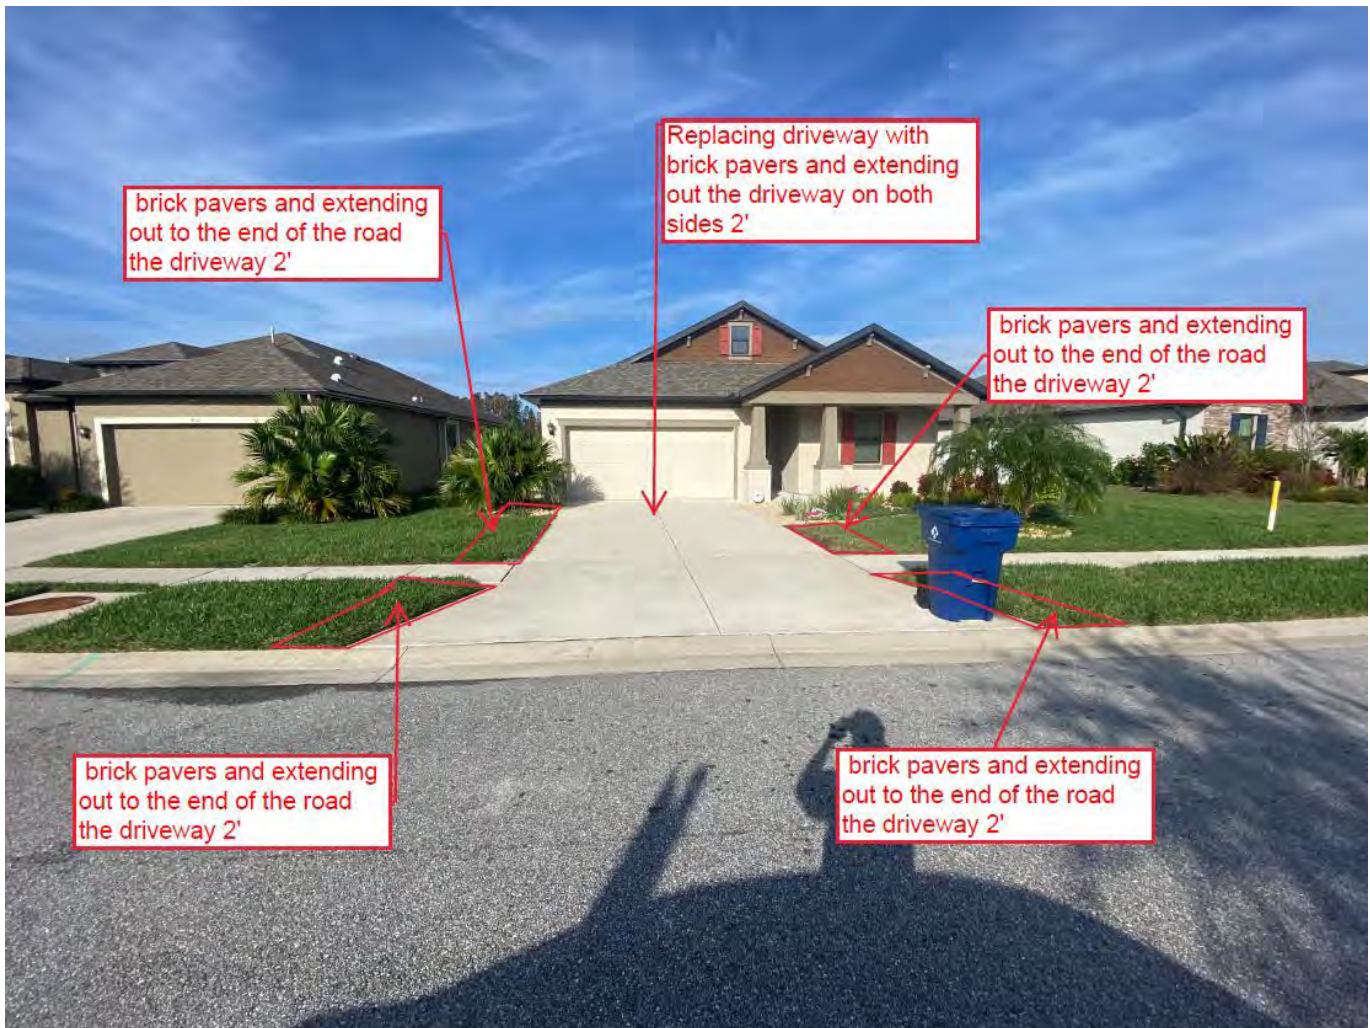 Replacing driveway with
brick pavers and extending
out the driveway on both
sides 2'
brick pavers and extending
out to the end of the road
the driveway 2'
brick pavers and extending
out to the end of the road
the driveway 2'
brick pavers and extending
out to the end of the road
the driveway 2'
brick pavers and extending
out to the end of the road
the driveway 2'